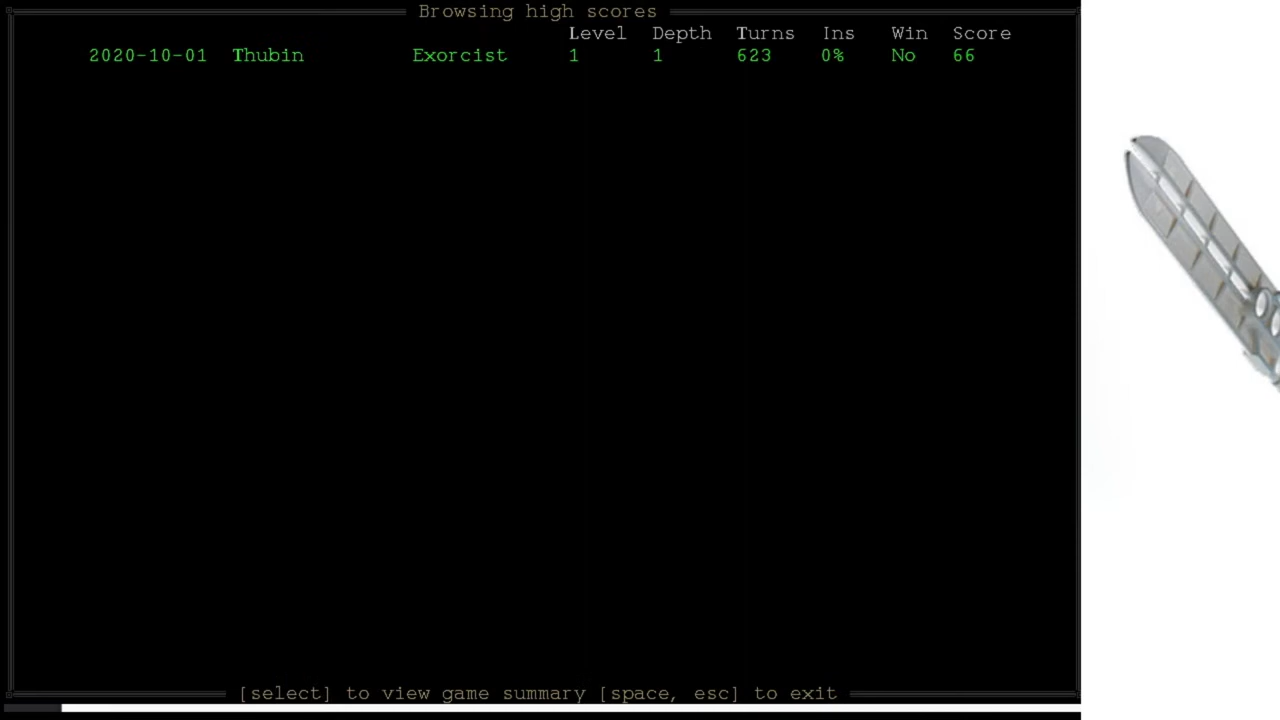 Browsing high scores
Level Depth Turns Ins Win Score
2020-10-01 Thubin Exorcist 1 1 623 0% No 66
[select] to view game summary [space, esc] to exit